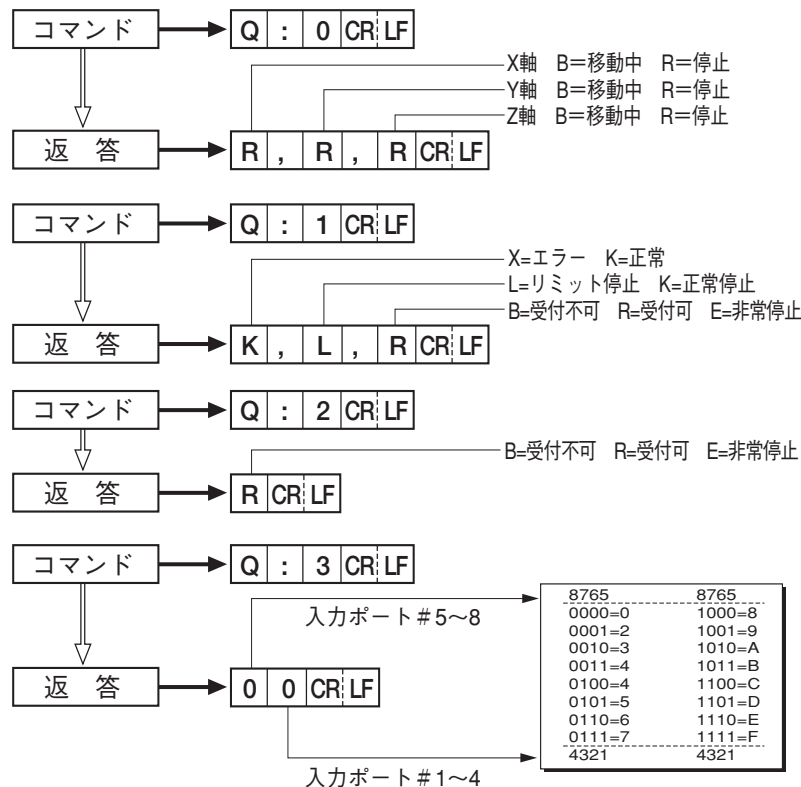 コマンド Q : 0 CR LF
X軸 B=移動中 R=停止
Y軸 B=移動中 R=停止
Z軸 B=移動中 R=停止
返 答 R , R , R CR LF
コマンド Q : 1 CR LF
X=エラー K=正常
L=リミット停止 K=正常停止
B=受付不可 R=受付可 E=非常停止
返 答 K , L , R CR LF
コマンド Q : 2 CR LF
B=受付不可 R=受付可 E=非常停止
返 答 R CR LF
コマンド Q : 3 CR LF
入力ポート#5〜8
返 答 0 0 CR LF
入力ポート#1〜4
8765 8765
0000=0 1000=8
0001=2 1001=9
0010=3 1010=A
0011=4 1011=B
0100=4 1100=C
0101=5 1101=D
0110=6 1110=E
0111=7 1111=F
4321 4321